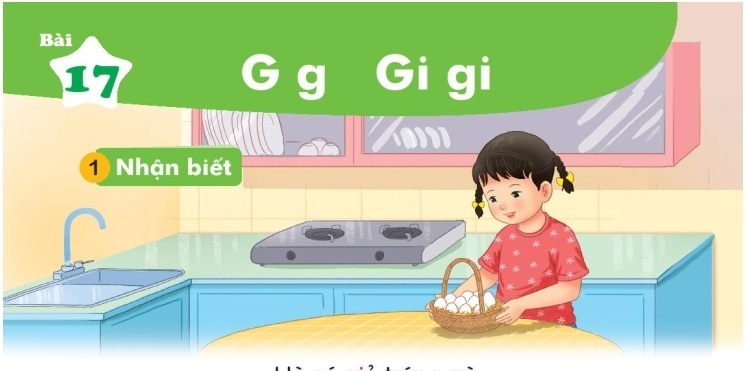 Bài
17
G g Gi gi
1 Nhận biết